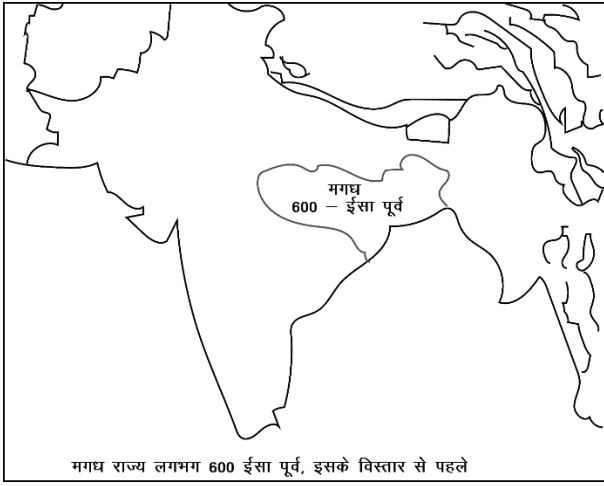 मगध
600 – ईसा पूर्व
मगध राज्य लगभग 600 ईसा पूर्व, इसके विस्तार से पहले